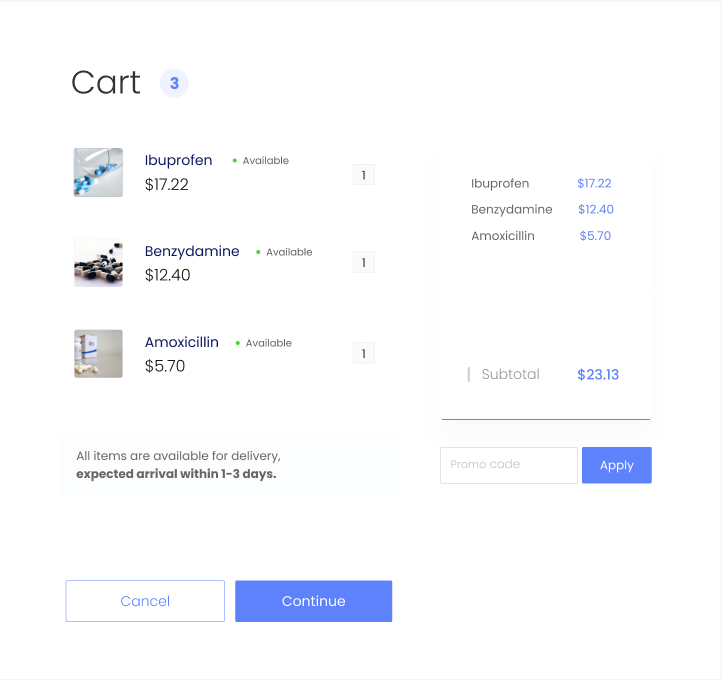 Cart 3
Ibuprofen Available
$17.22
1
Benzydamine Available
$12.40
1
Amoxicillin Available
$5.70
1
All items are available for delivery,
expected arrival within 1-3 days.
Cancel
Continue
Ibuprofen $17.22
Benzydamine $12.40
Amoxicillin $5.70
Subtotal $23.13
Promo code
Apply